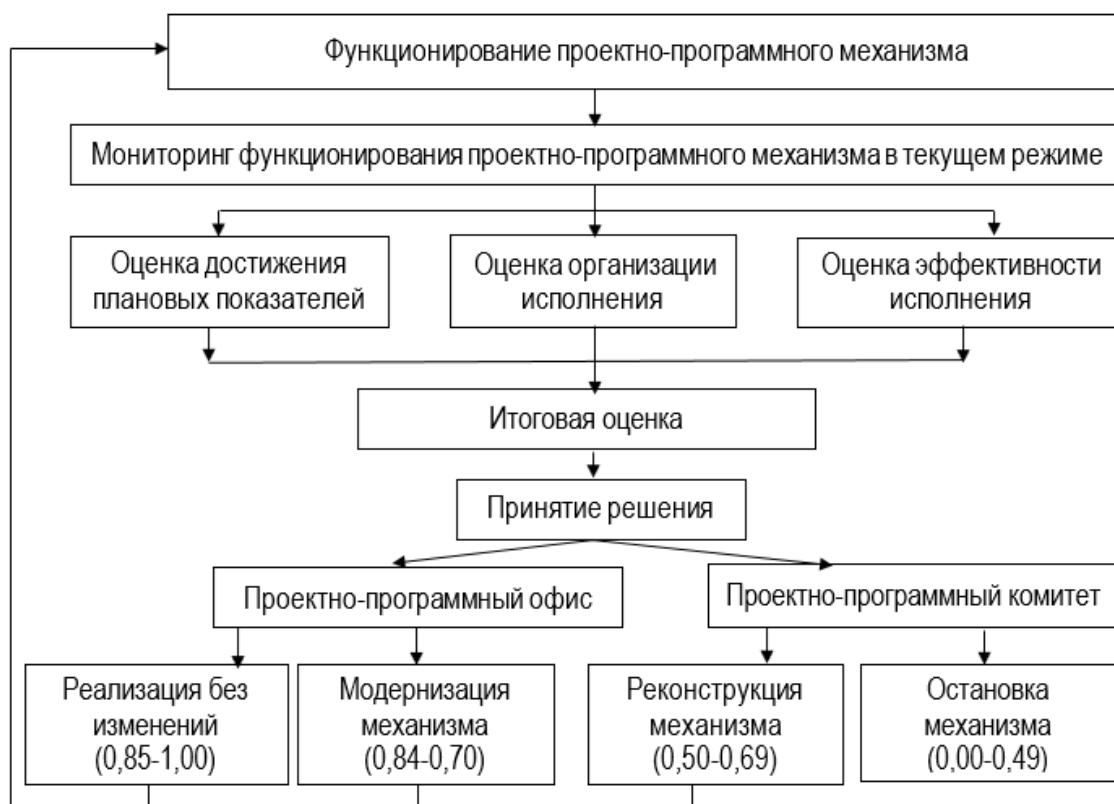 Функционирование проектно-программного механизма
Мониторинг функционирования проектно-программного механизма в текущем режиме
Оценка достижения
плановых показателей
Оценка организации
исполнения
Оценка эффективности
исполнения
Итоговая оценка
Принятие решения
Проектно-программный офис
Проектно-программный комитет
Реализация без
изменений
(0,85-1,00)
Модернизация
механизма
(0,84-0,70)
Реконструкция
механизма
(0,50-0,69)
Остановка
механизма
(0,00-0,49)